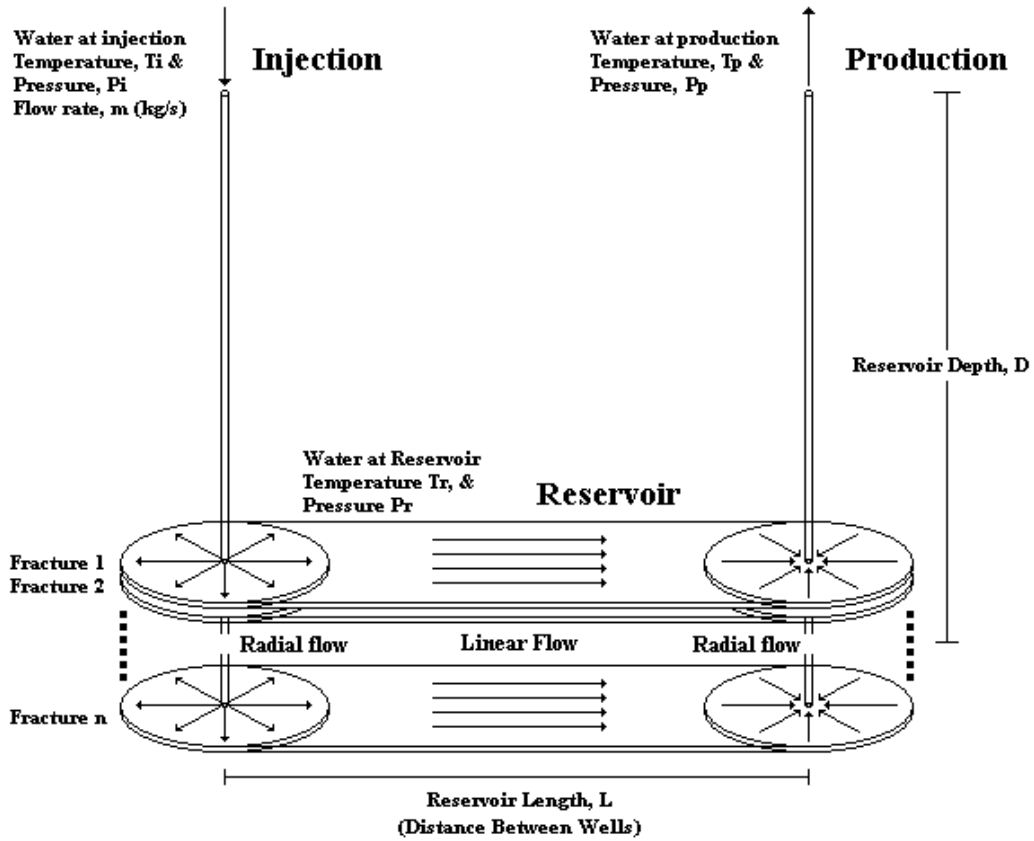 Water at injection
Temperature, Ti &
Pressure, Pi
Flow rate, m (kg/s)
Injection
Water at production
Temperature, Tp &
Pressure, Pp
Production
Reservoir Depth, D
Water at Reservoir
Temperature Tr, &
Pressure Pr
Reservoir
Fracture 1
Fracture 2
Radial flow
Linear Flow
Radial flow
Fracture n
Reservoir Length, L
(Distance Between Wells)